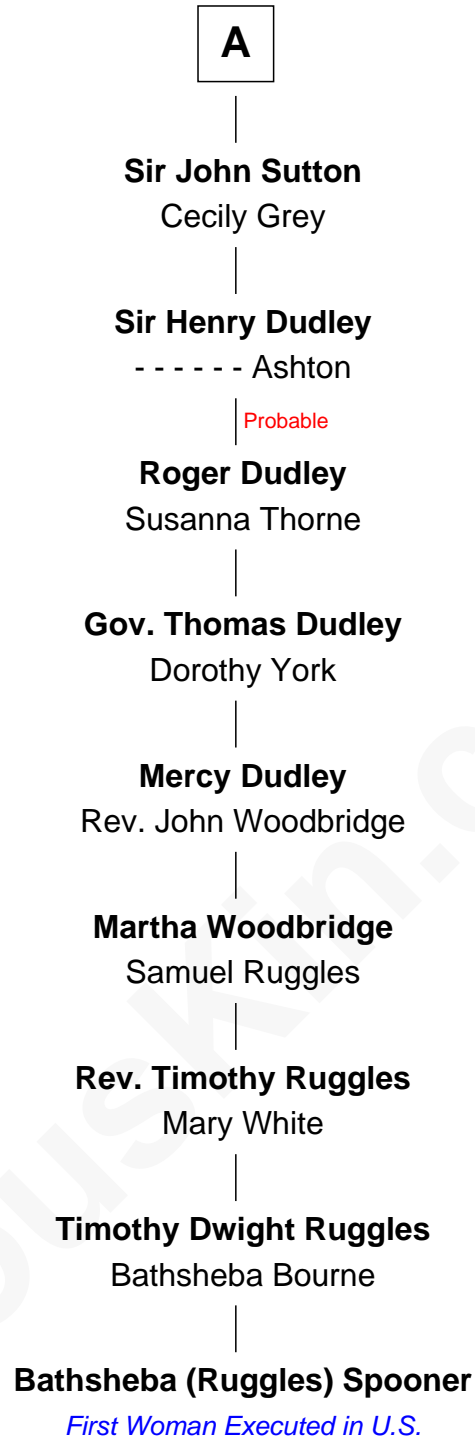 A
Sir John Sutton
Cecily Grey
Sir Henry Dudley
- - - - - - Ashton
Probable
Roger Dudley
Susanna Thorne
Gov. Thomas Dudley
Dorothy York
Mercy Dudley
Rev. John Woodbridge
Martha Woodbridge
Samuel Ruggles
Rev. Timothy Ruggles
Mary White
Timothy Dwight Ruggles
Bathsheba Bourne
Bathsheba (Ruggles) Spooner
First Woman Executed in U.S.